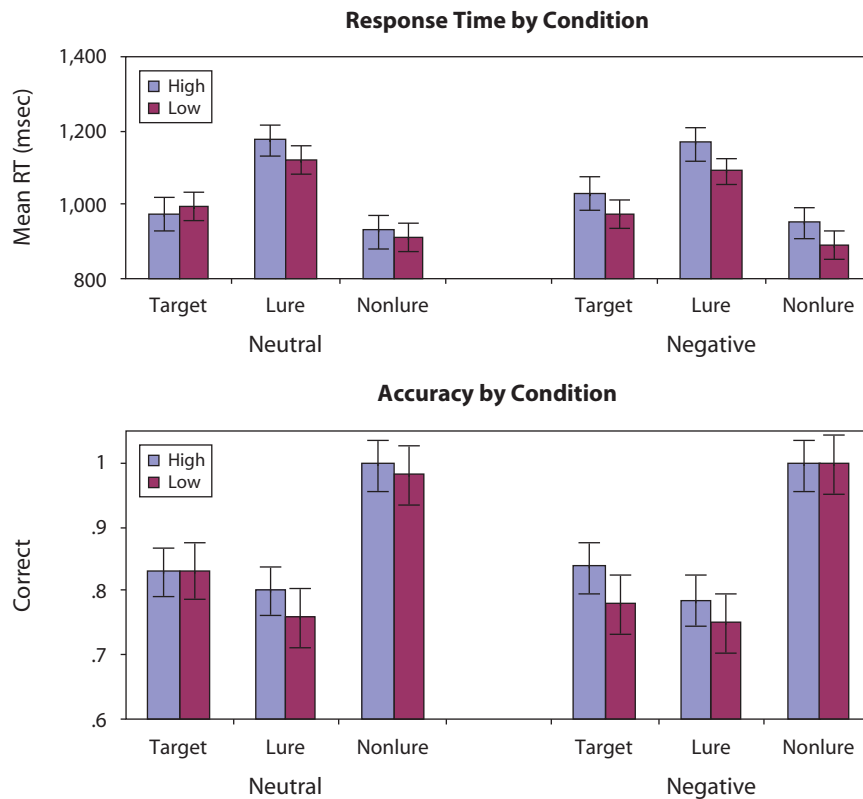 Response Time by Condition
1,400
1,200
1,000
800
Mean RT (msec)
High
Low
Target Lure Nonlure Target Lure Nonlure
Neutral Negative
Accuracy by Condition
1
.9
.8
.7
.6
Correct
High
Low
Target Lure Nonlure Target Lure Nonlure
Neutral Negative